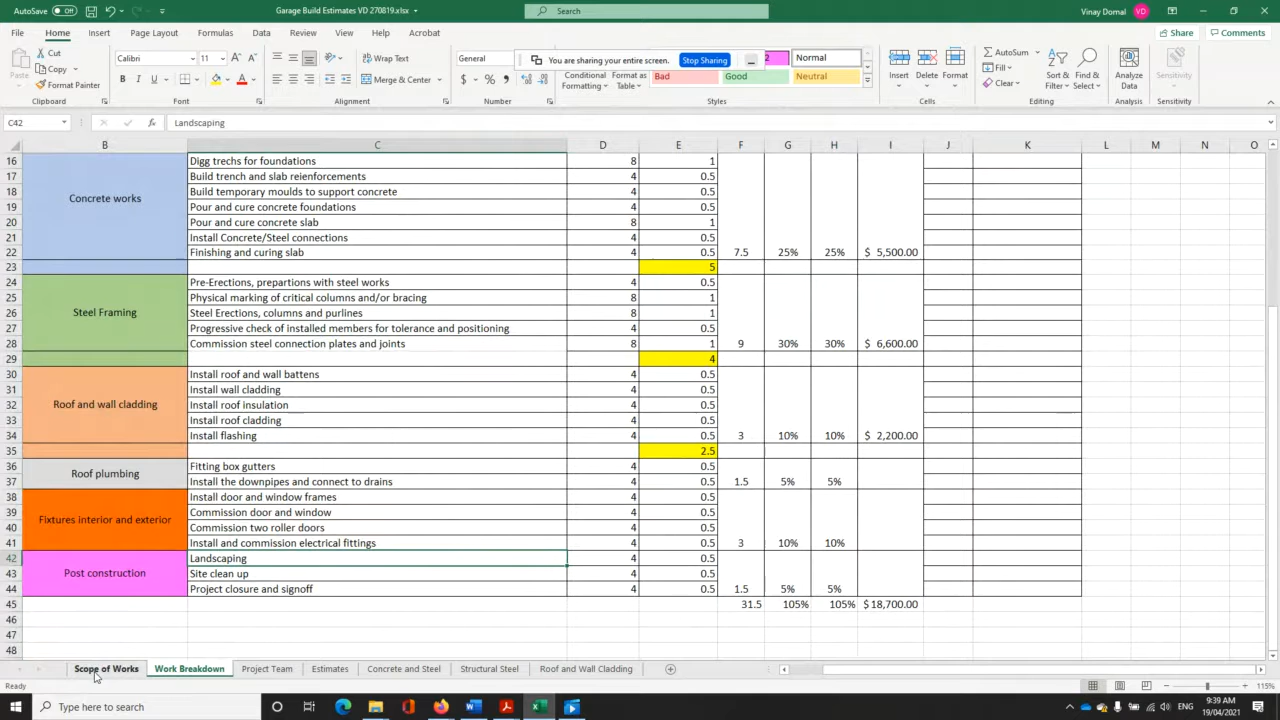 AutoSave Off Garage Build Estimates VD 270819.xlsx Search Vinay Domal VD
File Home Insert Page Layout Formulas Data Review View Help Acrobat Share Comments
Paste Cut Copy Format Painter Clipboard
Calibri 11 B I U A Font
Wrap Text Merge & Center Alignment
General $ % Number
You are sharing your entire screen. Stop Sharing
Conditional Formatting Format as Table 2 Normal Bad Good Neutral Styles
Insert Delete Format Cells
AutoSum Fill Clear Sort & Filter Find & Select Editing
Analyze Data Analysis Sensitivity Sensitivity
C42 fx Landscaping
B C D E F G H I J K L M N O
16 Digg trechs for foundations 8 1
17 Build trench and slab reienforcements 4 0.5
18 Concrete works Build temporary moulds to support concrete 4 0.5
19 Pour and cure concrete foundations 4 0.5
20 Pour and cure concrete slab 8 1
21 Install Concrete/Steel connections 4 0.5
22 Finishing and curing slab 4 0.5 7.5 25% 25% $ 5,500.00
23 5
24 Pre-Erections, prepartions with steel works 4 0.5
25 Physical marking of critical columns and/or bracing 8 1
26 Steel Framing Steel Erections, columns and purlines 8 1
27 Progressive check of installed members for tolerance and positioning 4 0.5
28 Commission steel connection plates and joints 8 1 9 30% 30% $ 6,600.00
29 4
30 Install roof and wall battens 4 0.5
31 Install wall cladding 4 0.5
32 Roof and wall cladding Install roof insulation 4 0.5
33 Install roof cladding 4 0.5
34 Install flashing 4 0.5 3 10% 10% $ 2,200.00
35 2.5
36 Roof plumbing Fitting box gutters 4 0.5
37 Install the downpipes and connect to drains 4 0.5 1.5 5% 5%
38 Install door and window frames 4 0.5
39 Fixtures interior and exterior Commission door and window 4 0.5
40 Commission two roller doors 4 0.5
41 Install and commission electrical fittings 4 0.5 3 10% 10%
42 Landscaping 4 0.5
43 Post construction Site clean up 4 0.5
44 Project closure and signoff 4 0.5 1.5 5% 5%
45 31.5 105% 105% $18,700.00
46
47
48
Scope of Works Work Breakdown Project Team Estimates Concrete and Steel Structural Steel Roof and Wall Cladding
Ready 115%
Type here to search ENG 9:39 AM
19/04/2021